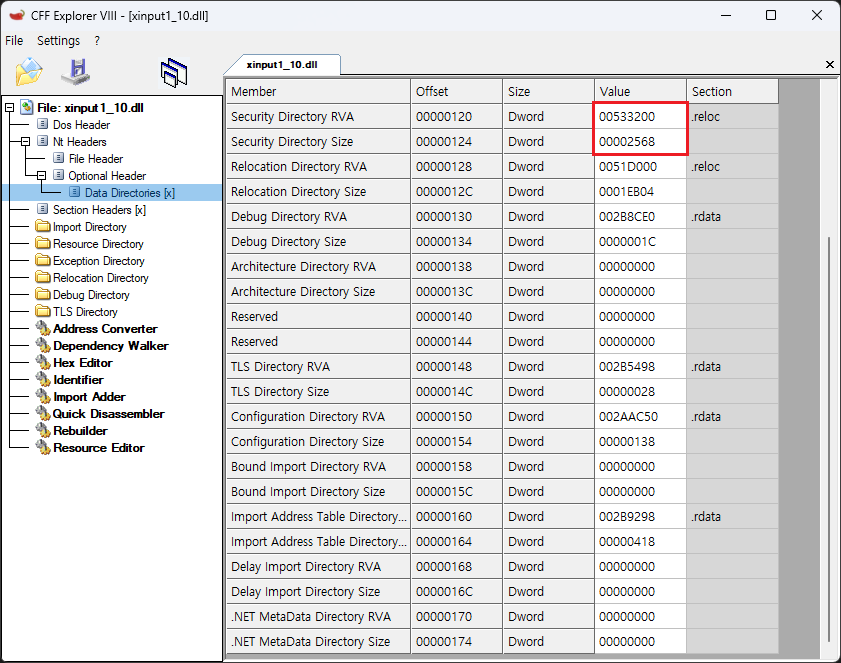 CFF Explorer VIII - [xinput1_10.dll]
File Settings ?
xinput1_10.dll
File: xinput1_10.dll
Dos Header
Nt Headers
File Header
Optional Header
Data Directories [x]
Section Headers [x]
Import Directory
Resource Directory
Exception Directory
Relocation Directory
Debug Directory
TLS Directory
Address Converter
Dependency Walker
Hex Editor
Identifier
Import Adder
Quick Disassembler
Rebuilder
Resource Editor
Member Offset Size Value Section
Security Directory RVA 00000120 Dword 00533200 .reloc
Security Directory Size 00000124 Dword 00002568
Relocation Directory RVA 00000128 Dword 0051D000 .reloc
Relocation Directory Size 0000012C Dword 0001EB04
Debug Directory RVA 00000130 Dword 002B8CE0 .rdata
Debug Directory Size 00000134 Dword 0000001C
Architecture Directory RVA 00000138 Dword 00000000
Architecture Directory Size 0000013C Dword 00000000
Reserved 00000140 Dword 00000000
Reserved 00000144 Dword 00000000
TLS Directory RVA 00000148 Dword 002B5498 .rdata
TLS Directory Size 0000014C Dword 00000028
Configuration Directory RVA 00000150 Dword 002AAC50 .rdata
Configuration Directory Size 00000154 Dword 00000138
Bound Import Directory RVA 00000158 Dword 00000000
Bound Import Directory Size 0000015C Dword 00000000
Import Address Table Directory... 00000160 Dword 002B9298 .rdata
Import Address Table Directory... 00000164 Dword 00000418
Delay Import Directory RVA 00000168 Dword 00000000
Delay Import Directory Size 0000016C Dword 00000000
.NET MetaData Directory RVA 00000170 Dword 00000000
.NET MetaData Directory Size 00000174 Dword 00000000